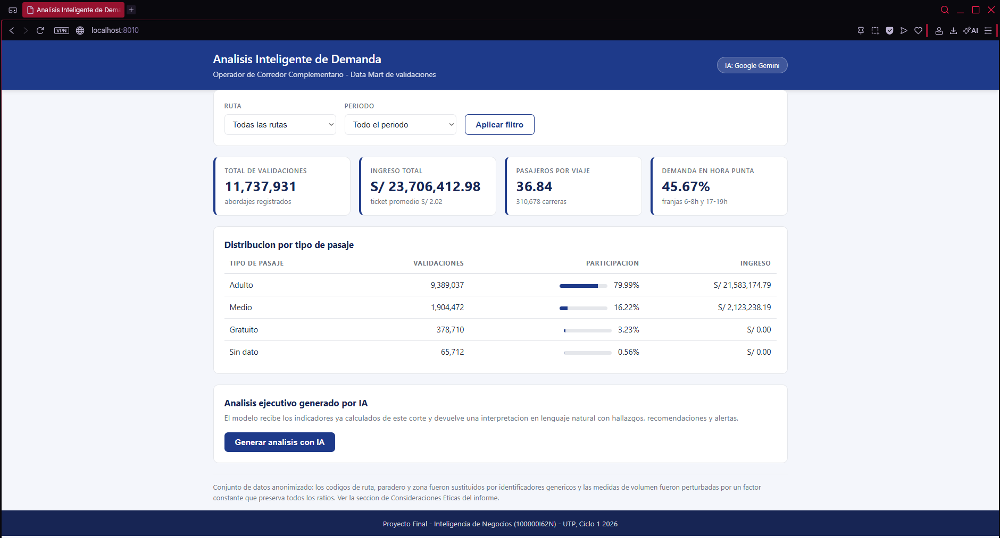 Analisis Inteligente de Dema
VPN
localhost:8010
AI
Analisis Inteligente de Demanda
Operador de Corredor Complementario - Data Mart de validaciones
IA: Google Gemini
RUTA
PERIODO
Todas las rutas
Todo el periodo
Aplicar filtro
TOTAL DE VALIDACIONES
11,737,931
abordajes registrados
INGRESO TOTAL
S/ 23,706,412.98
ticket promedio S/ 2.02
PASAJEROS POR VIAJE
36.84
310,678 carreras
DEMANDA EN HORA PUNTA
45.67%
franjas 6-8h y 17-19h
Distribucion por tipo de pasaje
TIPO DE PASAJE VALIDACIONES PARTICIPACION INGRESO
Adulto 9,389,037 79.99% S/ 21,583,174.79
Medio 1,904,472 16.22% S/ 2,123,238.19
Gratuito 378,710 3.23% S/ 0.00
Sin dato 65,712 0.56% S/ 0.00
Analisis ejecutivo generado por IA
El modelo recibe los indicadores ya calculados de este corte y devuelve una interpretacion en lenguaje natural con hallazgos, recomendaciones y alertas.
Generar analisis con IA
Conjunto de datos anonimizado: los codigos de ruta, paradero y zona fueron sustituidos por identificadores genericos y las medidas de volumen fueron perturbadas por un factor
constante que preserva todos los ratios. Ver la seccion de Consideraciones Eticas del informe.
Proyecto Final - Inteligencia de Negocios (100000I62N) - UTP, Ciclo 1 2026